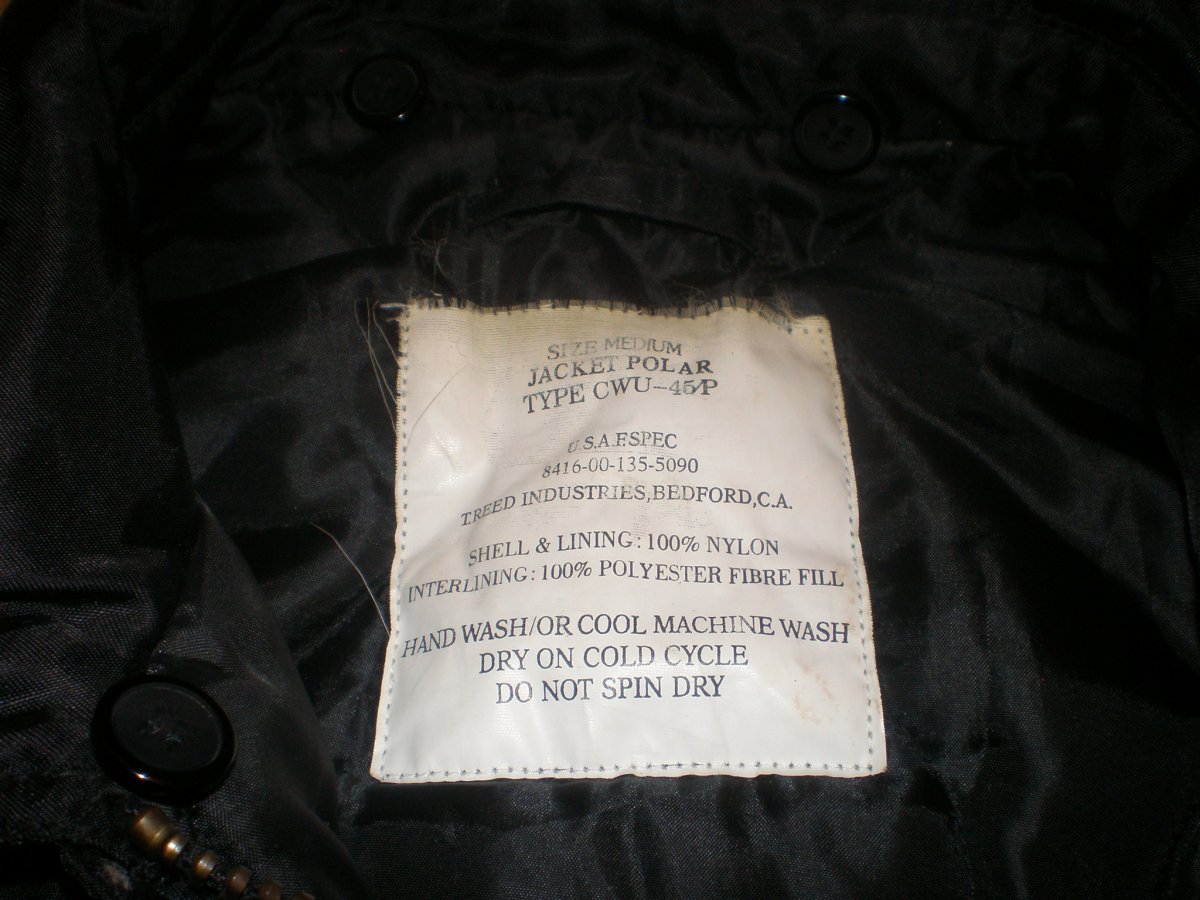 SIZE MEDIUM
JACKET POLAR
TYPE CWU-45/P
U.S.A.F.SPEC
8416-00-135-5090
T.REED INDUSTRIES,BEDFORD,C.A.
SHELL & LINING: 100% NYLON
INTERLINING: 100% POLYESTER FIBRE FILL
HAND WASH/OR COOL MACHINE WASH
DRY ON COLD CYCLE
DO NOT SPIN DRY